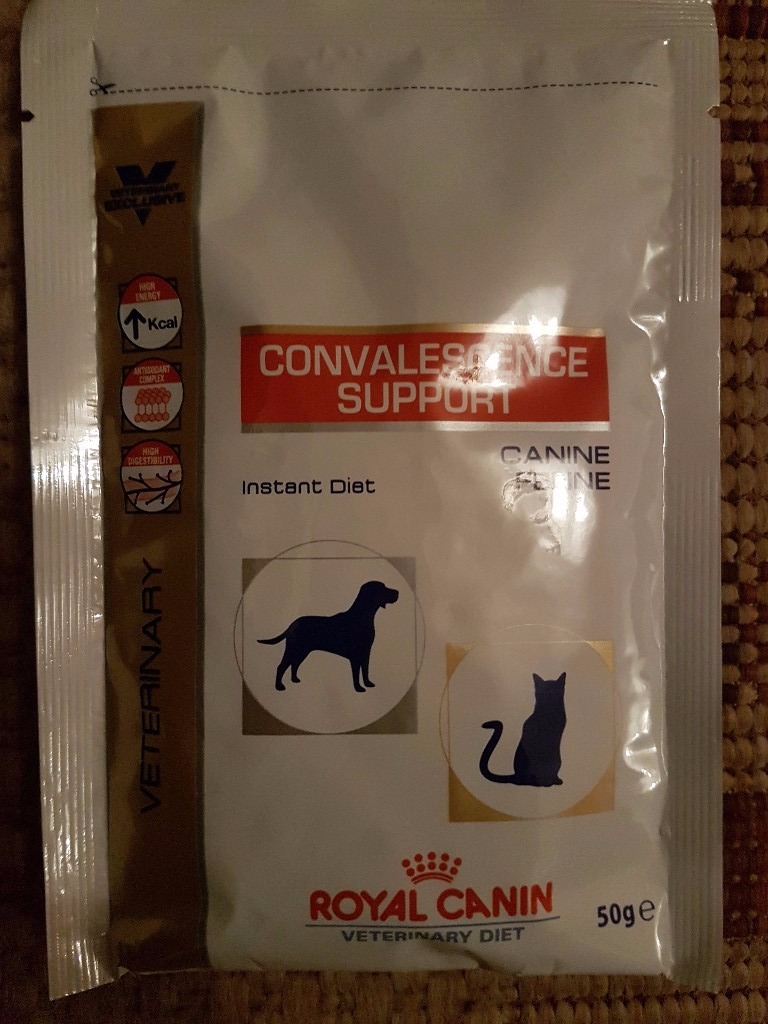 VETERINARY
EXCLUSIVE
HIGH
ENERGY
Kcal
ANTIOXIDANT
COMPLEX
HIGH
DIGESTIBILITY
VETERINARY
CONVALESCENCE
SUPPORT
Instant Diet
CANINE
FELINE
ROYAL CANIN
VETERINARY DIET
50g e